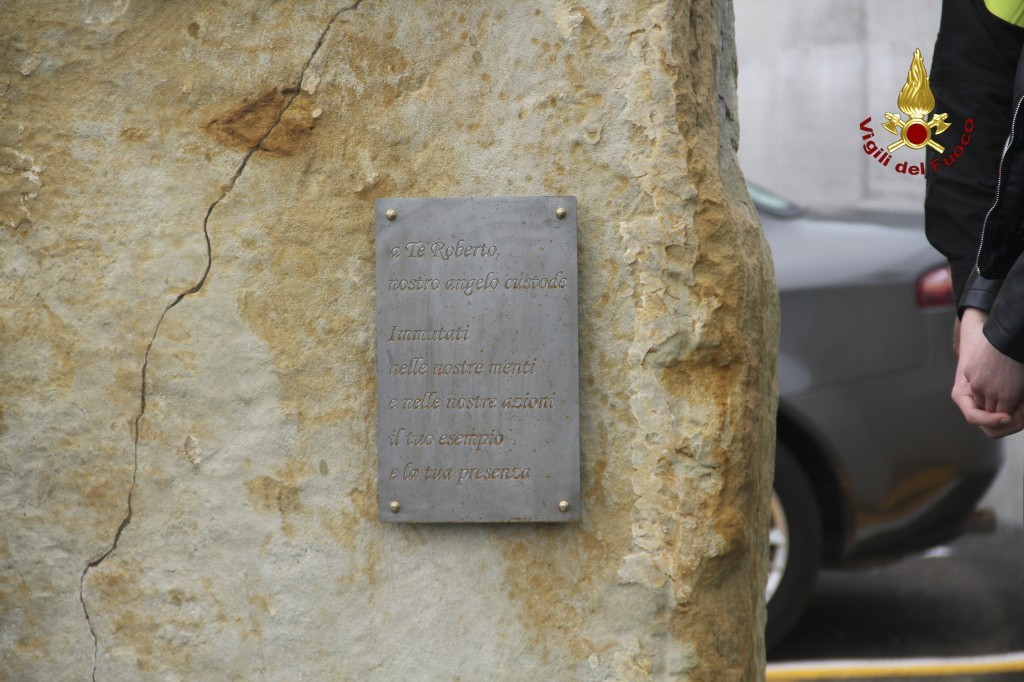 Vigili del Fuoco
a Te Roberto,
nostro angelo custode
Immutati
nelle nostre menti
e nelle nostre azioni
il tuo esempio
e la tua presenza